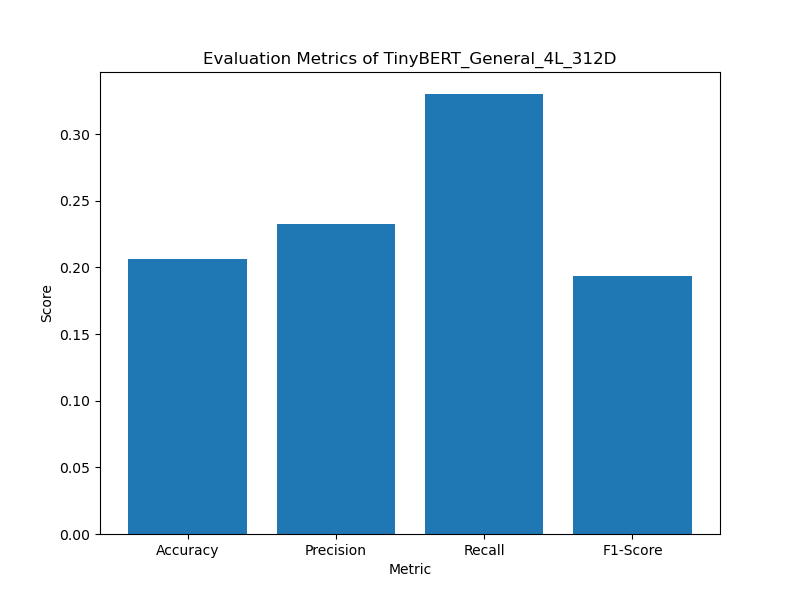 Evaluation Metrics of TinyBERT_General_4L_312D
Score
0.30
0.25
0.20
0.15
0.10
0.05
0.00
Accuracy Precision Recall F1-Score
Metric